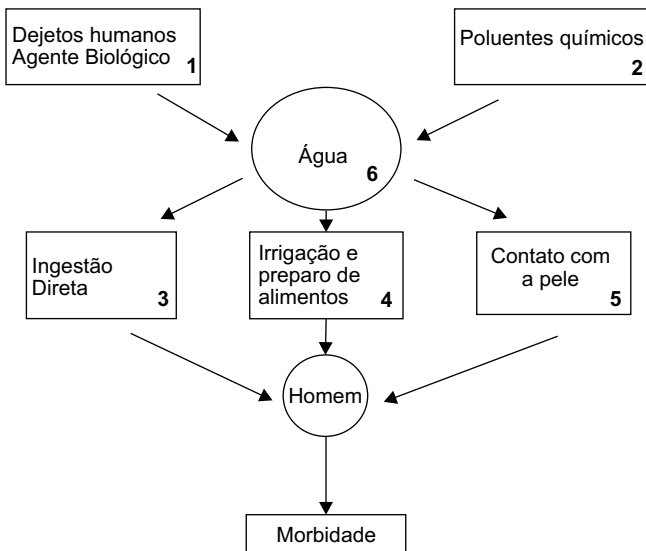 Dejetos humanos
Agente Biológico 1
Poluentes químicos
2
Água
6
Ingestão
Direta 3
Irrigação e
preparo de
alimentos 4
Contato com
a pele
5
Homem
Morbidade